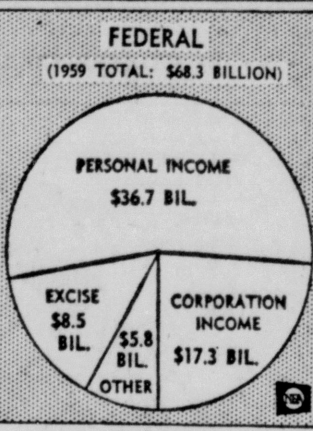 FEDERAL
(1959 TOTAL: $68.3 BILLION)
PERSONAL INCOME
$36.7 BIL.
EXCISE
$8.5
BIL.
$5.8
BIL.
OTHER
CORPORATION
INCOME
$17.3 BIL.
NEA